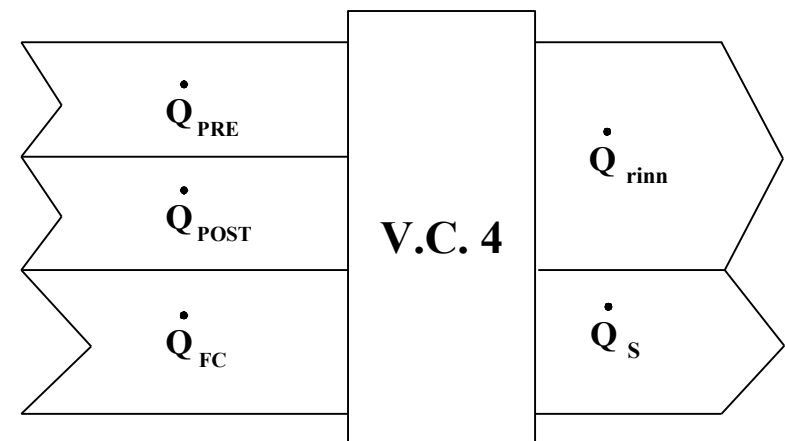 Q̇ PRE
Q̇ POST
Q̇ FC
V.C. 4
Q̇ rinn
Q̇ S